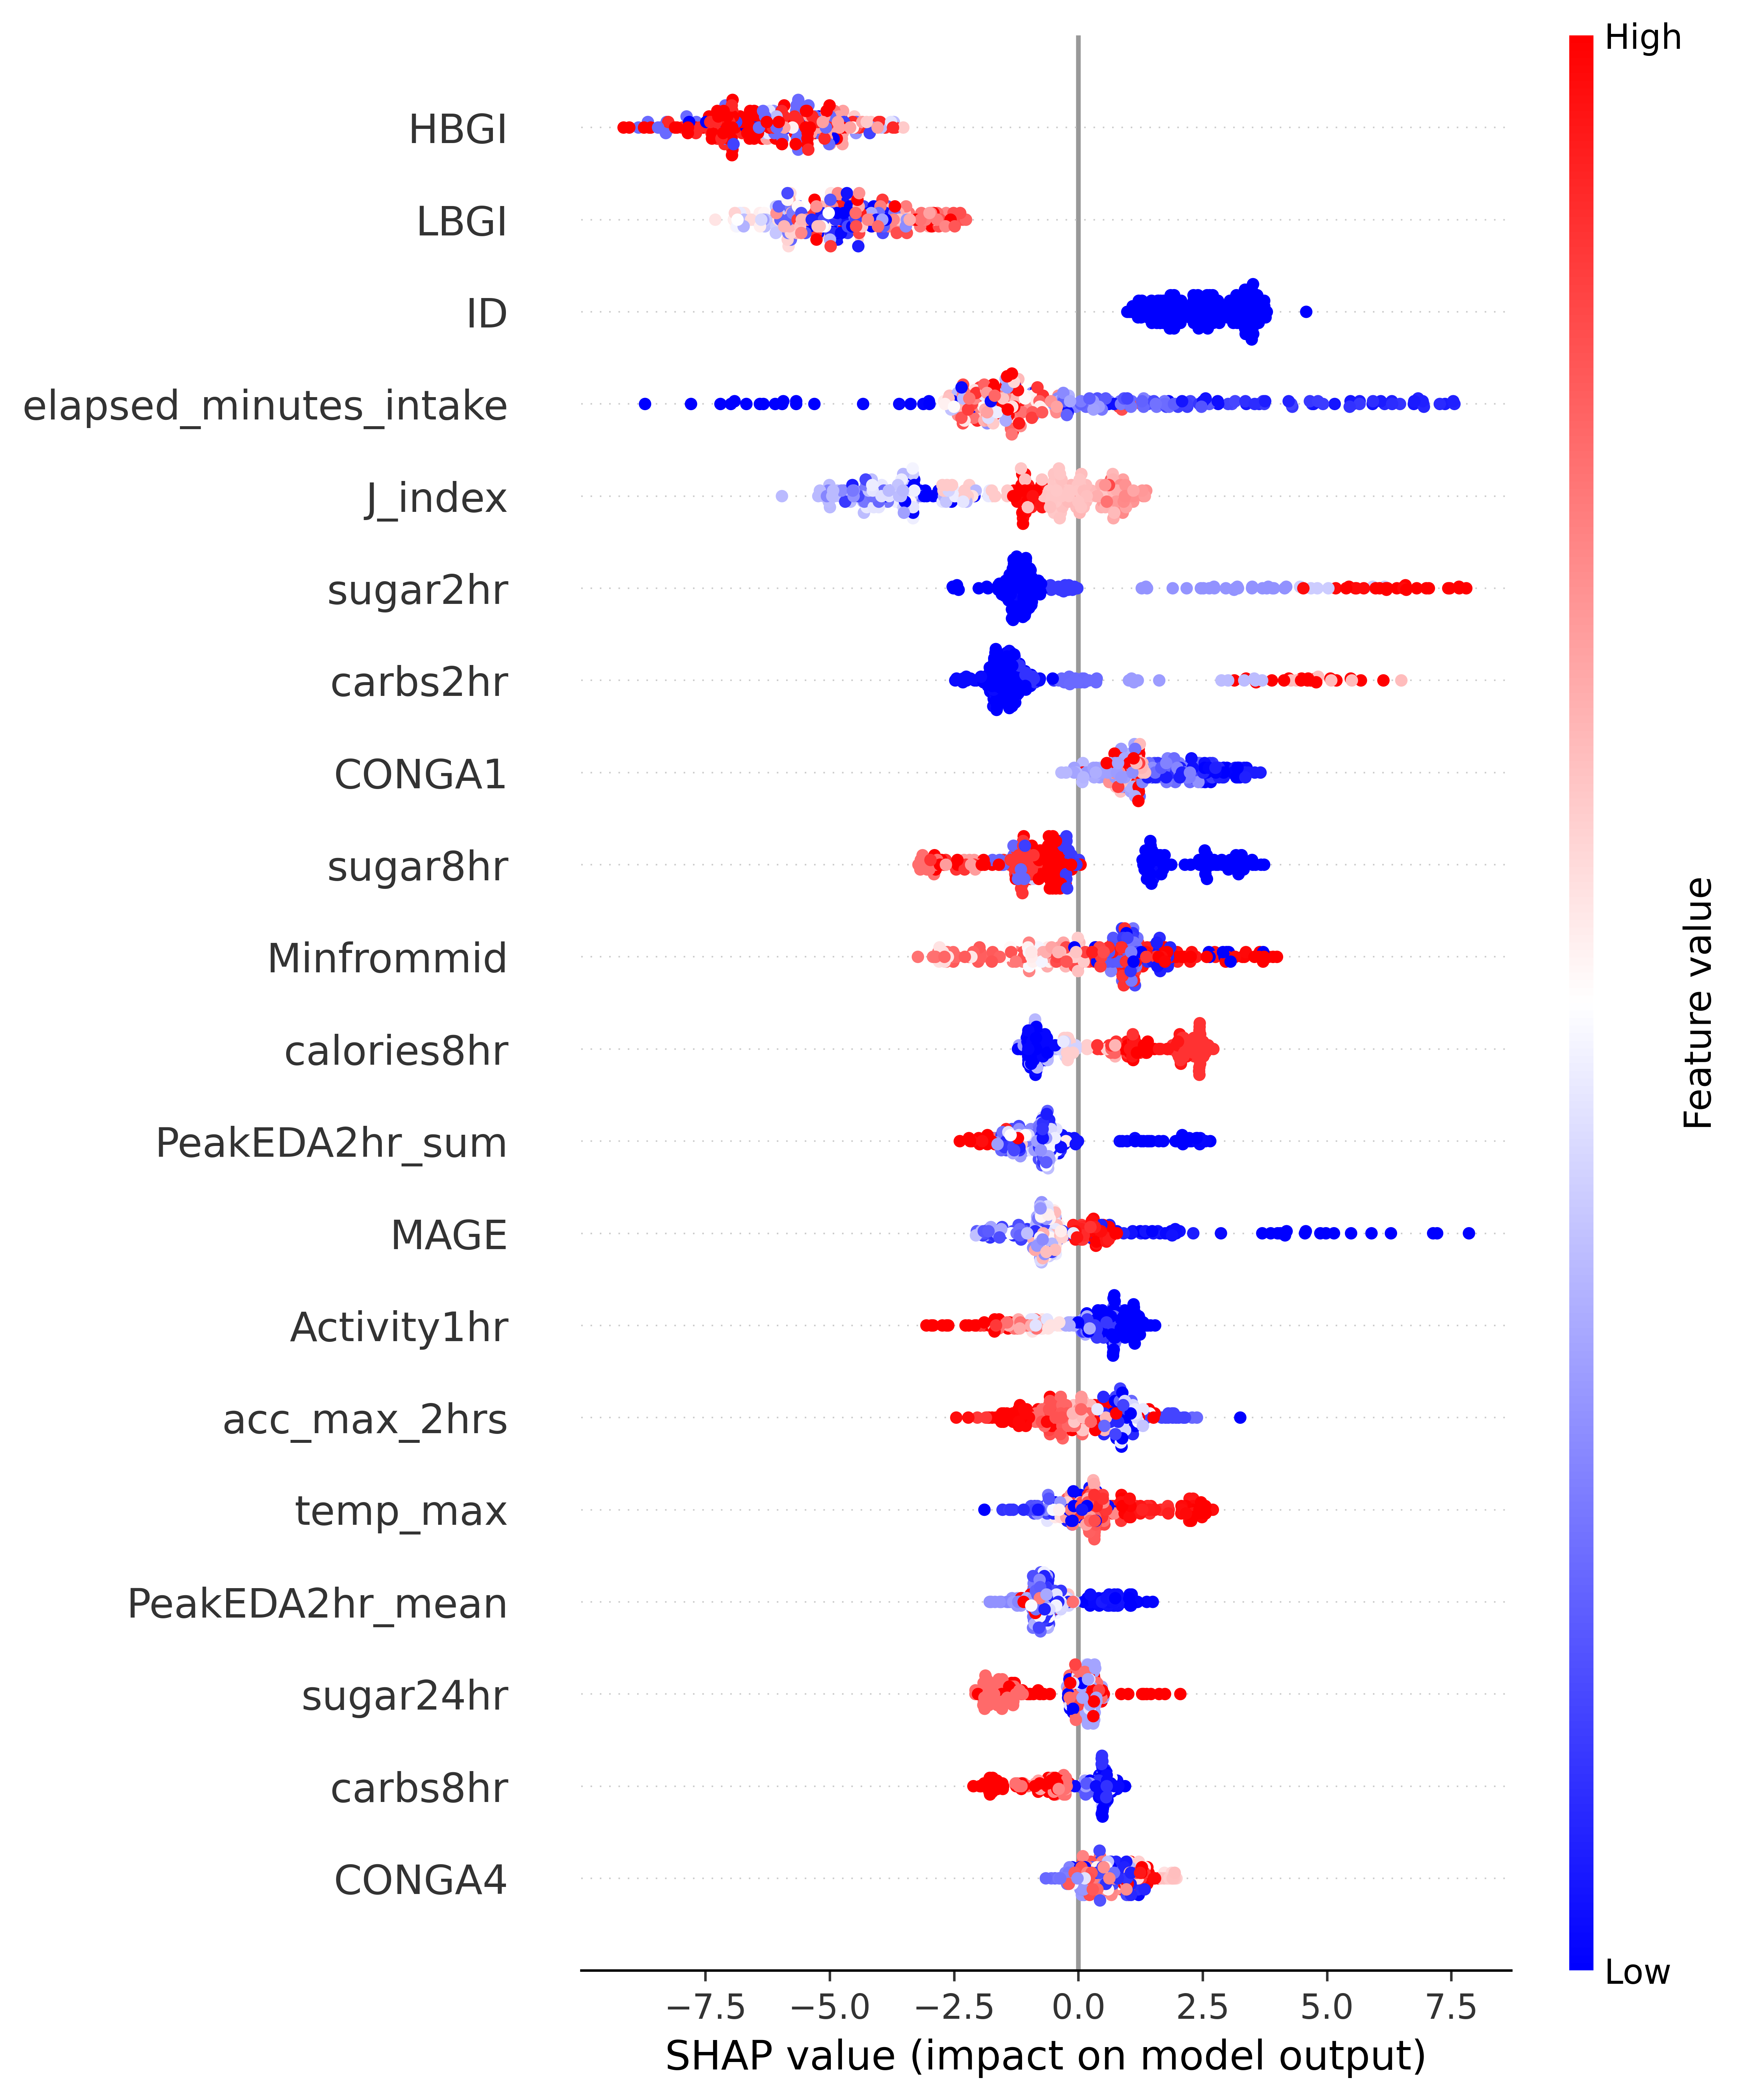 High
HBGI
LBGI
ID
elapsed_minutes_intake
J_index
sugar2hr
carbs2hr
CONGA1
sugar8hr
Minfrommid
calories8hr
PeakEDA2hr_sum
MAGE
Activity1hr
acc_max_2hrs
temp_max
PeakEDA2hr_mean
sugar24hr
carbs8hr
CONGA4
Feature value
Low
−7.5 −5.0 −2.5 0.0 2.5 5.0 7.5
SHAP value (impact on model output)